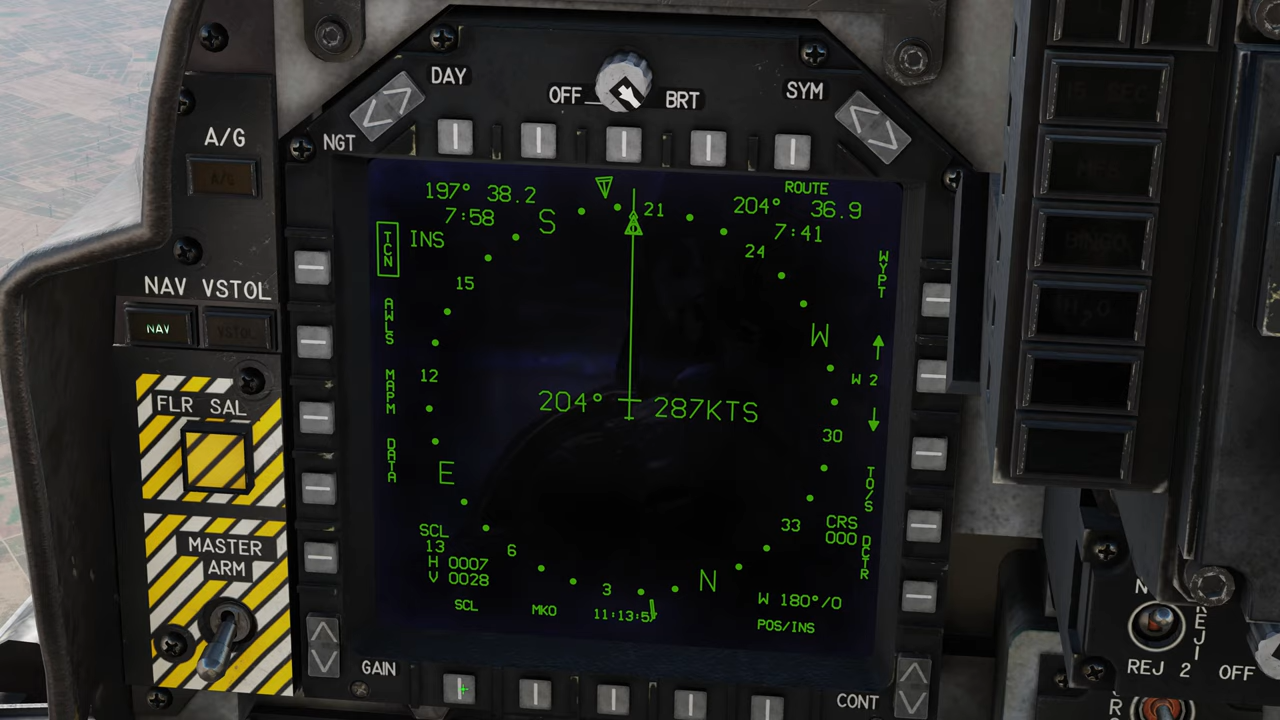 DAY
OFF
BRT
SYM
NGT
A/G
A/G
197° 38.2
7:58
ROUTE
204° 36.9
7:41
S
21
24
TCN
INS
WYPT
15
NAV VSTOL
NAV
VSTOL
AWLS
W
BINGO
H₂O
12
MAPM
W 2
FLR SAL
204°
287KTS
30
DATA
E
TO/S
33
CRS
000
DCTR
SCL
13
H 0007
V 0028
6
MASTER
ARM
3
N
W 180°/0
SCL
MKO
POS/INS
GAIN
CONT
REJ 2
OFF